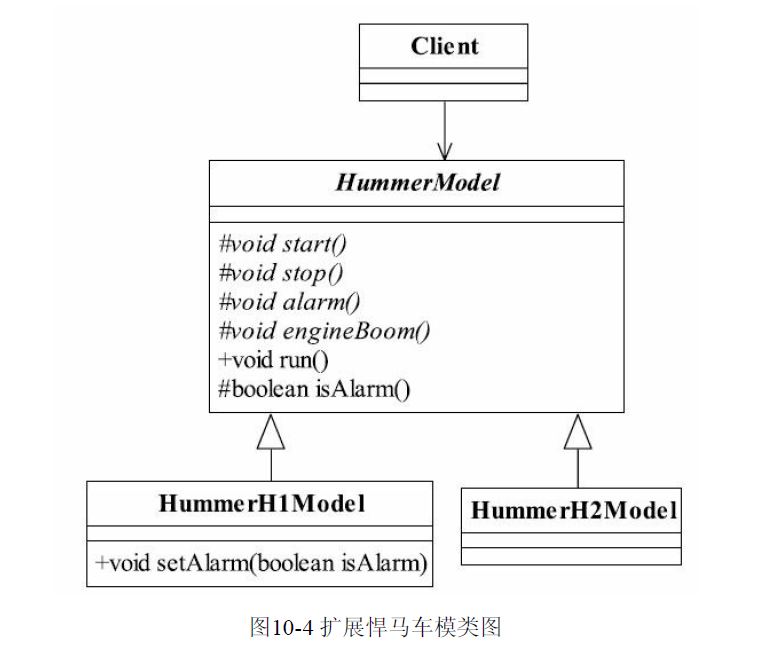 Client
HummerModel
#void start()
#void stop()
#void alarm()
#void engineBoom()
+void run()
#boolean isAlarm()
HummerH1Model
+void setAlarm(boolean isAlarm)
HummerH2Model
图10-4 扩展悍马车模类图